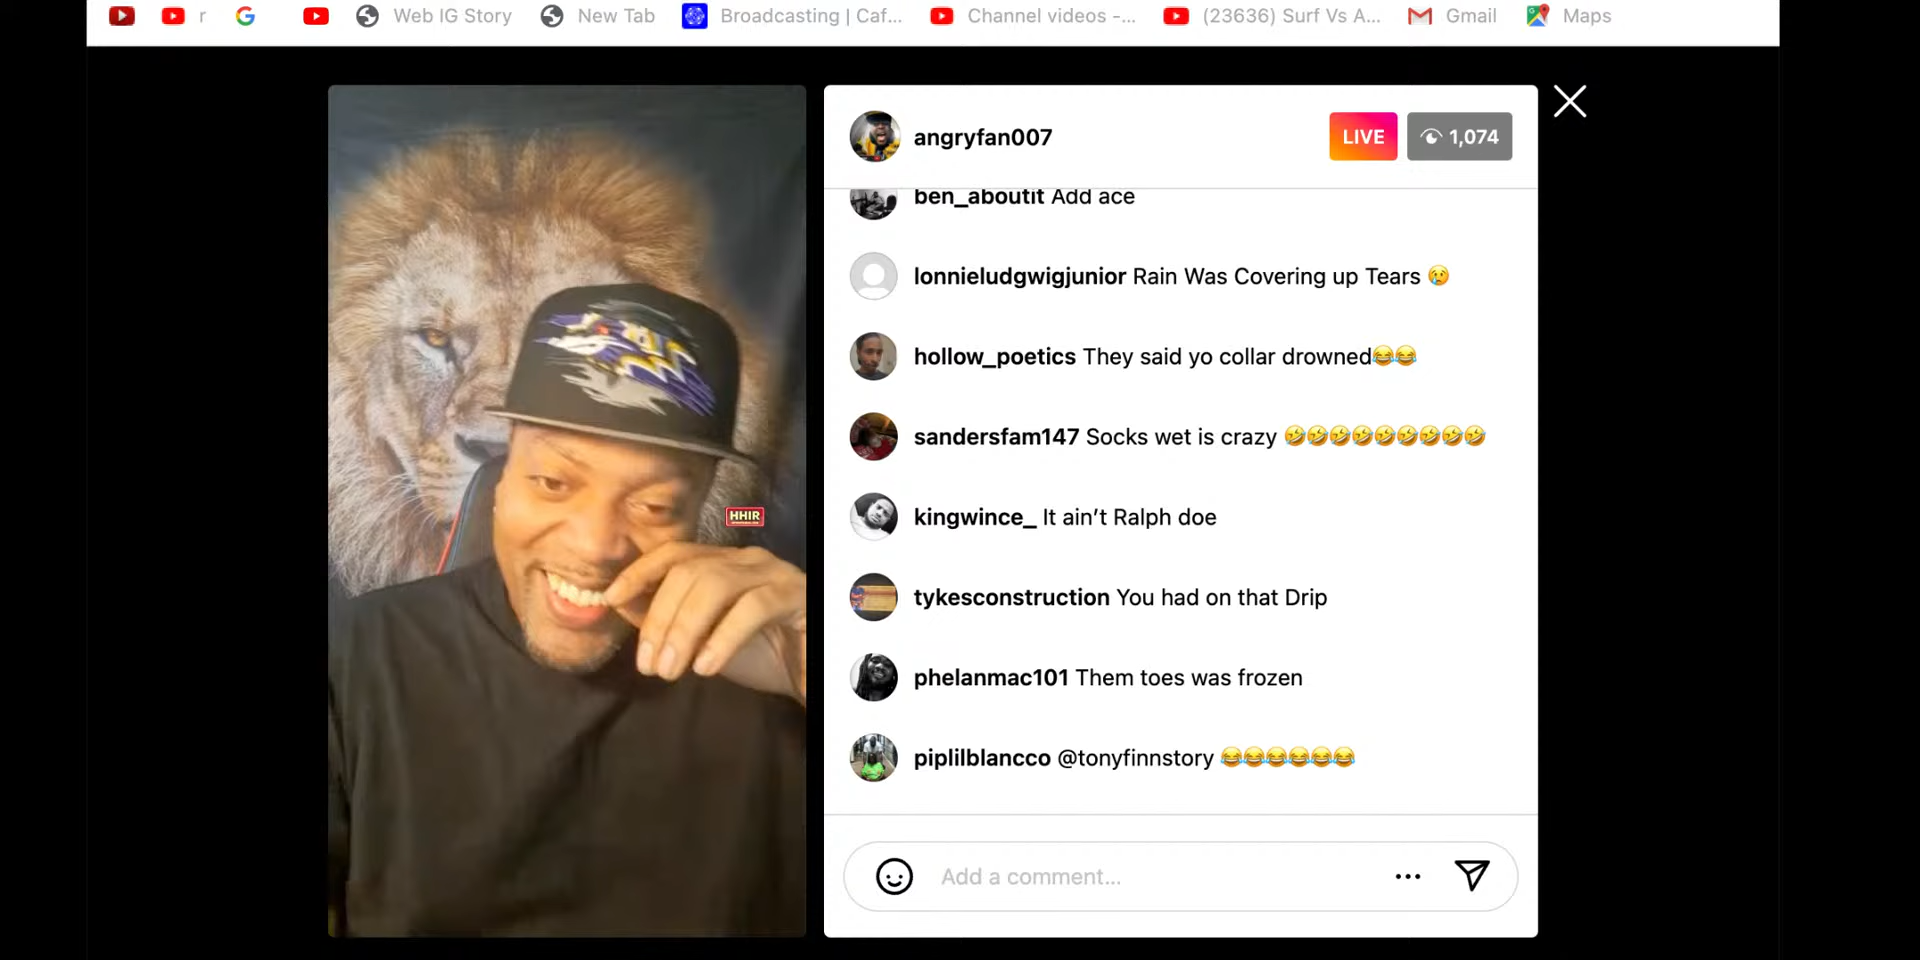 r
Web IG Story
New Tab
Broadcasting | Caf...
Channel videos -...
(23636) Surf Vs A...
Gmail
Maps
angryfan007
LIVE
1,074
ben_aboutit Add ace
lonnieludgwigjunior Rain Was Covering up Tears 😢
hollow_poetics They said yo collar drowned😂😂
sandersfam147 Socks wet is crazy 🤣🤣🤣🤣🤣🤣🤣🤣🤣
kingwince_ It ain’t Ralph doe
tykesconstruction You had on that Drip
phelanmac101 Them toes was frozen
piplilblancco @tonyfinnstory 😂😂😂😂😂😂
HHIR
Add a comment...